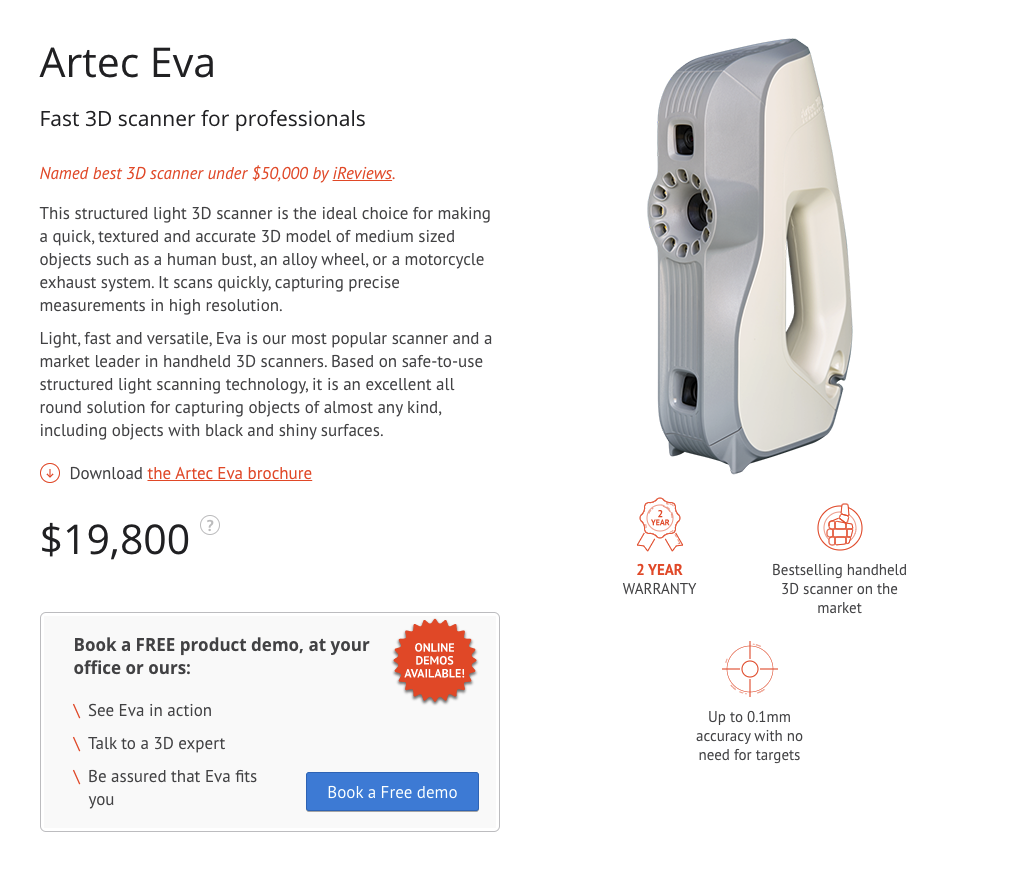 Artec Eva
Fast 3D scanner for professionals
Named best 3D scanner under $50,000 by iReviews.
This structured light 3D scanner is the ideal choice for making
a quick, textured and accurate 3D model of medium sized
objects such as a human bust, an alloy wheel, or a motorcycle
exhaust system. It scans quickly, capturing precise
measurements in high resolution.
Light, fast and versatile, Eva is our most popular scanner and a
market leader in handheld 3D scanners. Based on safe-to-use
structured light scanning technology, it is an excellent all
round solution for capturing objects of almost any kind,
including objects with black and shiny surfaces.
Download the Artec Eva brochure
$19,800 ?
Book a FREE product demo, at your
office or ours:
ONLINE
DEMOS
AVAILABLE!
\ See Eva in action
\ Talk to a 3D expert
\ Be assured that Eva fits
you
Book a Free demo
2
YEAR
2 YEAR
WARRANTY
Bestselling handheld
3D scanner on the
market
Up to 0.1mm
accuracy with no
need for targets